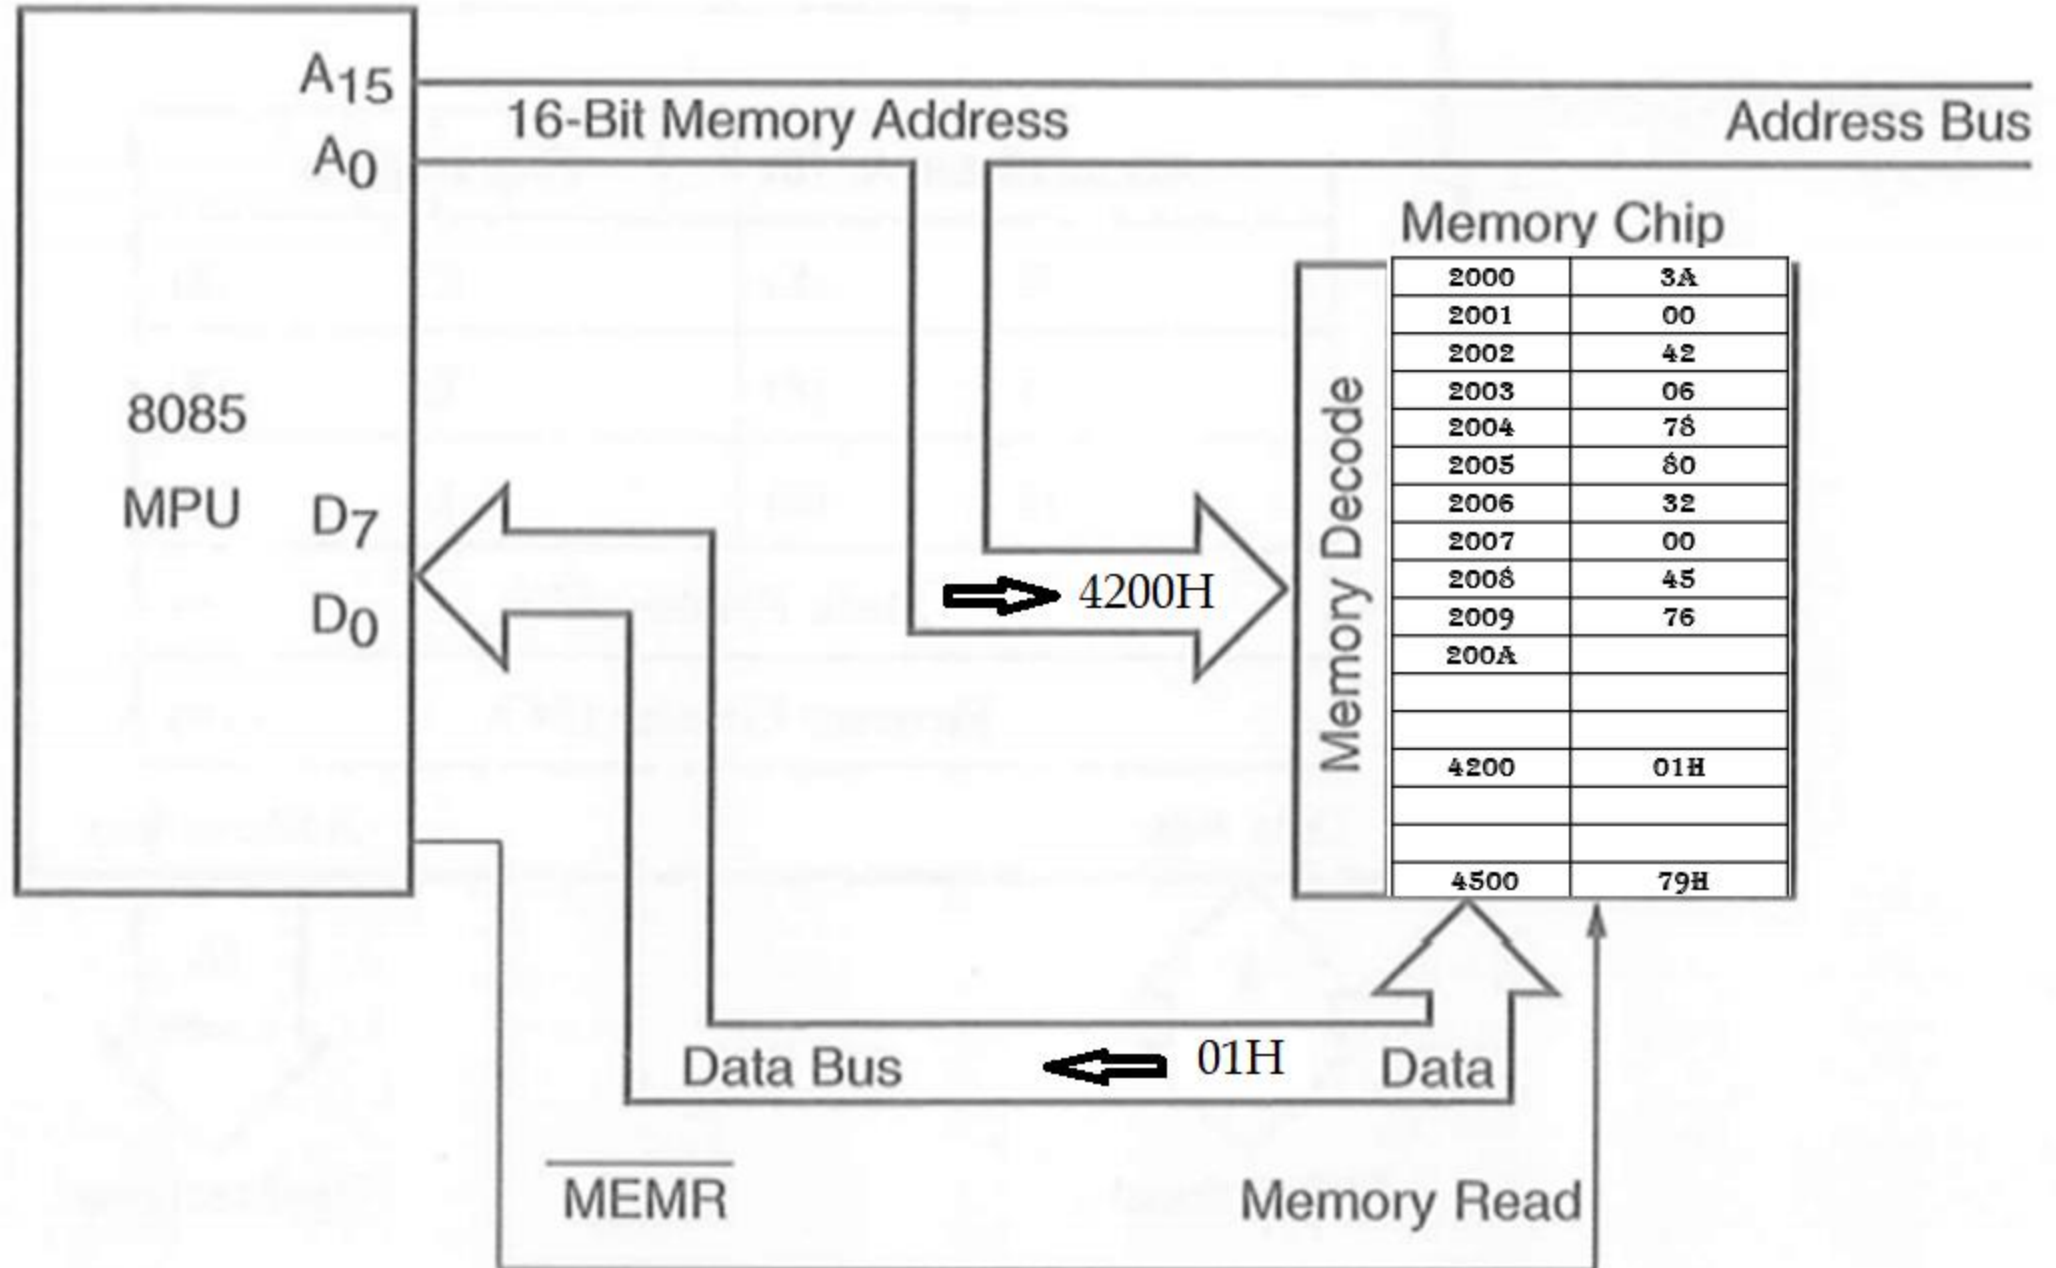 A15
16-Bit Memory Address
Address Bus
A0
Memory Chip
8085
MPU
D7
D0
Memory Decode
2000 3A
2001 00
2002 42
2003 06
2004 78
2005 80
2006 32
2007 00
2008 45
2009 76
200A
4200 01H
4500 79H
4200H
Data Bus
01H
Data
MEMR
Memory Read